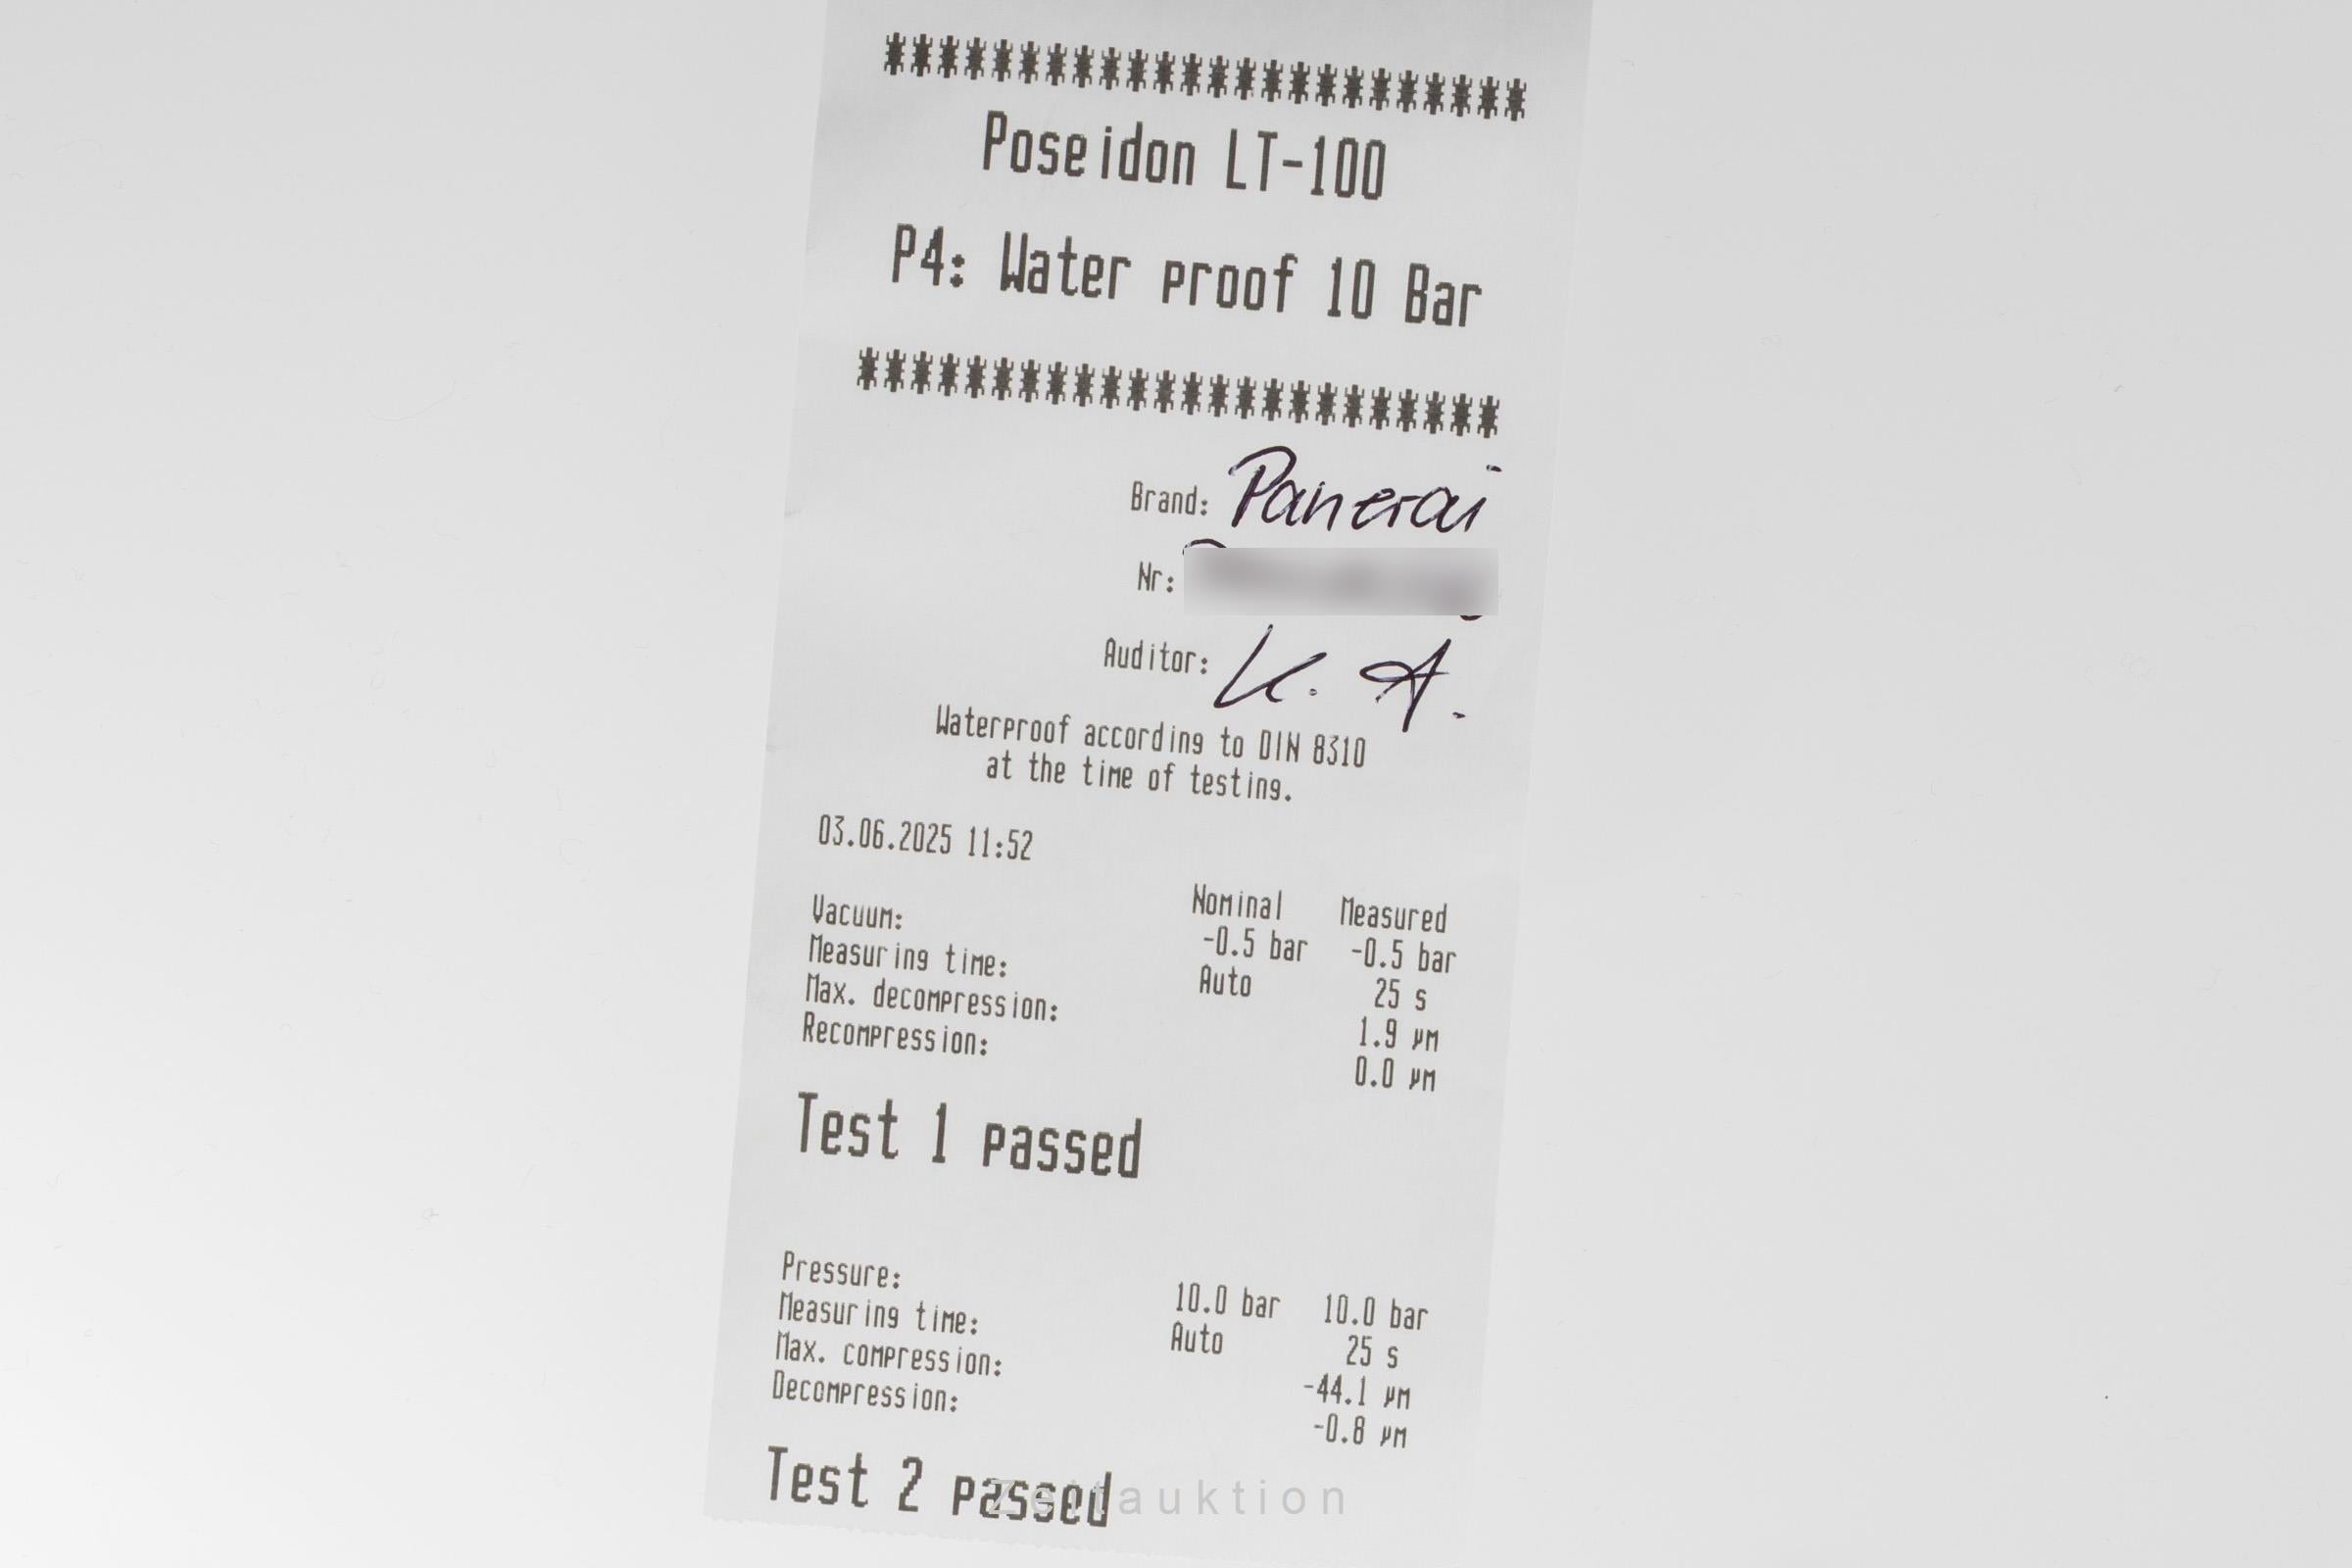 ************************
Poseidon LT-100
P4: Water proof 10 Bar
************************
Brand: Panerai
Nr:
Auditor: K. A.
Waterproof according to DIN 8310
at the time of testing.
03.06.2025 11:52
Nominal Measured
Vacuum: -0.5 bar -0.5 bar
Measuring time: Auto 25 s
Max. decompression: 1.9 µm
Recompression: 0.0 µm
Test 1 passed
Pressure: 10.0 bar 10.0 bar
Measuring time: Auto 25 s
Max. compression: -44.1 µm
Decompression: -0.8 µm
Test 2 passed
Zeitauktion